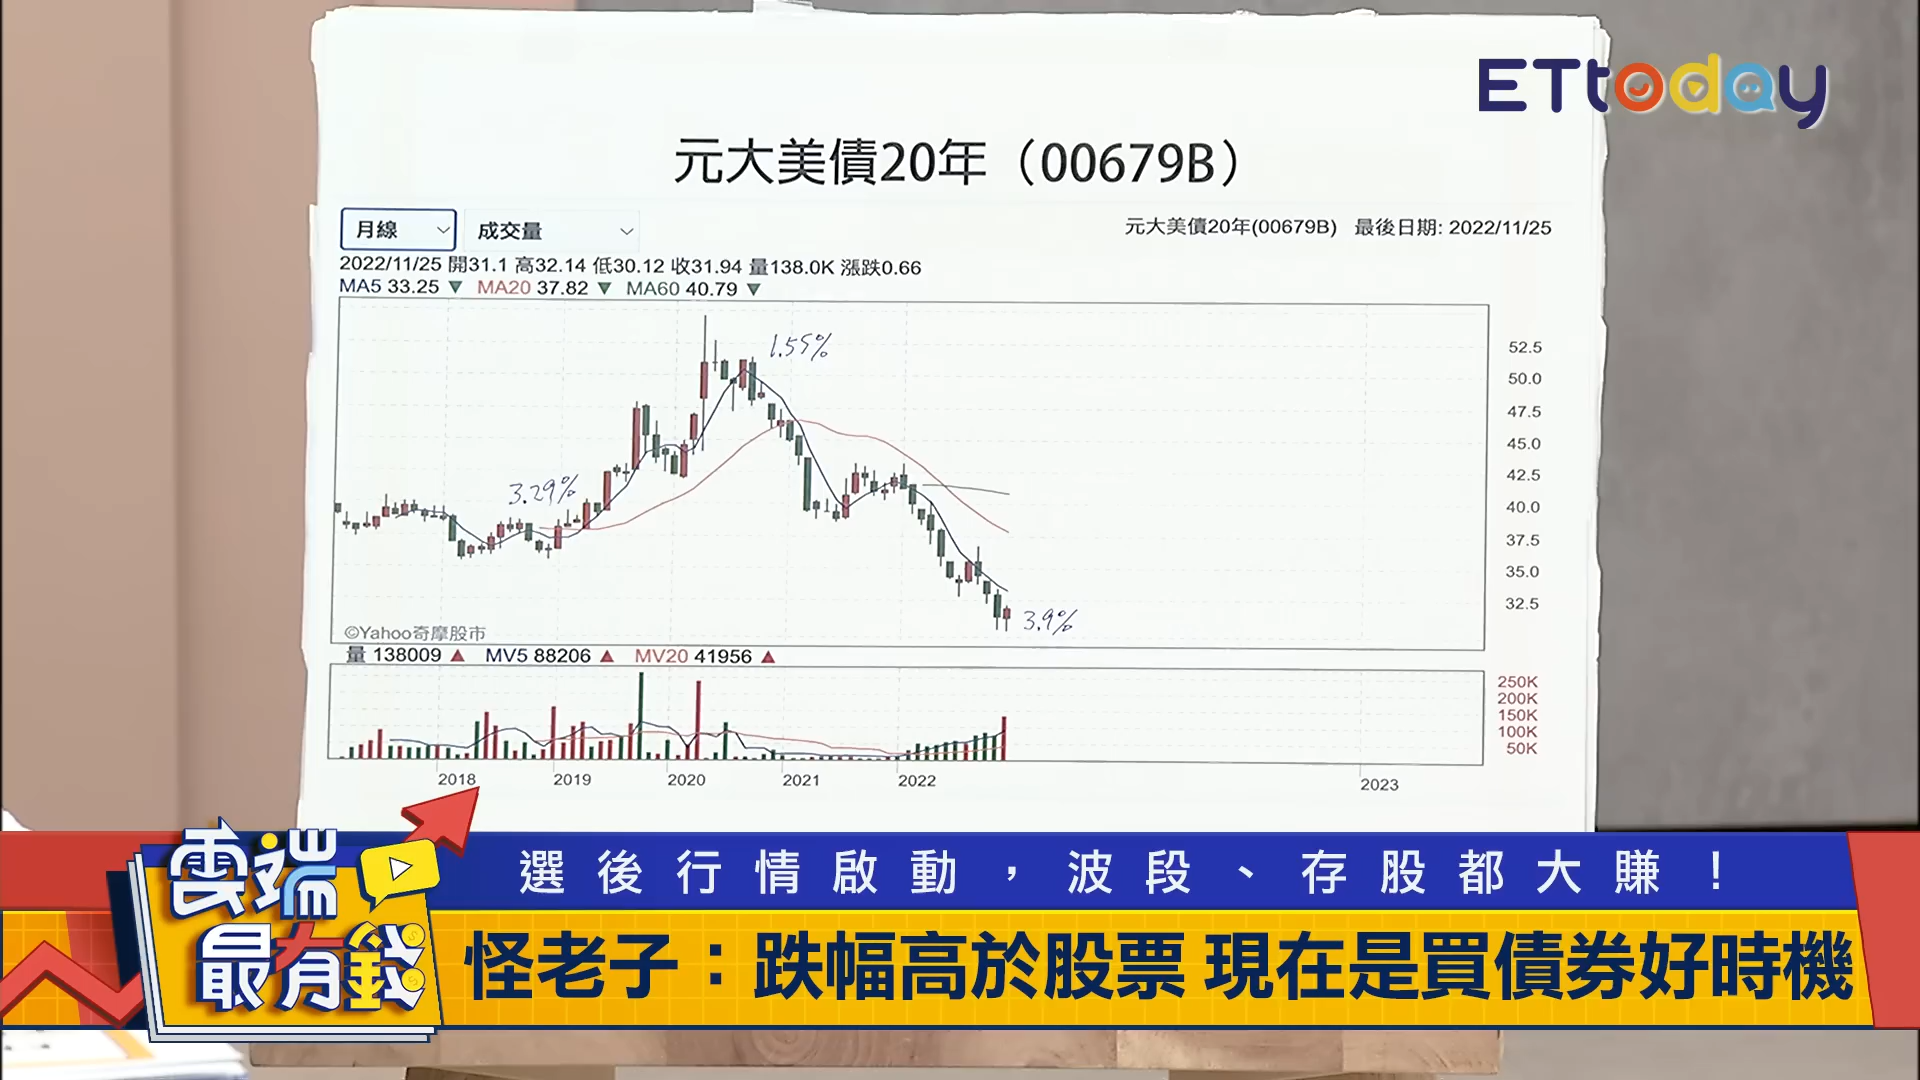 ETtoday
元大美債20年（00679B）
月線
成交量
元大美債20年(00679B) 最後日期: 2022/11/25
2022/11/25 開31.1 高32.14 低30.12 收31.94 量138.0K 漲跌0.66
MA5 33.25 ▼ MA20 37.82 ▼ MA60 40.79 ▼
1.55%
3.29%
3.9%
52.5
50.0
47.5
45.0
42.5
40.0
37.5
35.0
32.5
©Yahoo奇摩股市
量 138009 ▲ MV5 88206 ▲ MV20 41956 ▲
250K
200K
150K
100K
50K
2018 2019 2020 2021 2022 2023
雲端
最有錢
選後行情啟動，波段、存股都大賺！
怪老子：跌幅高於股票 現在是買債券好時機